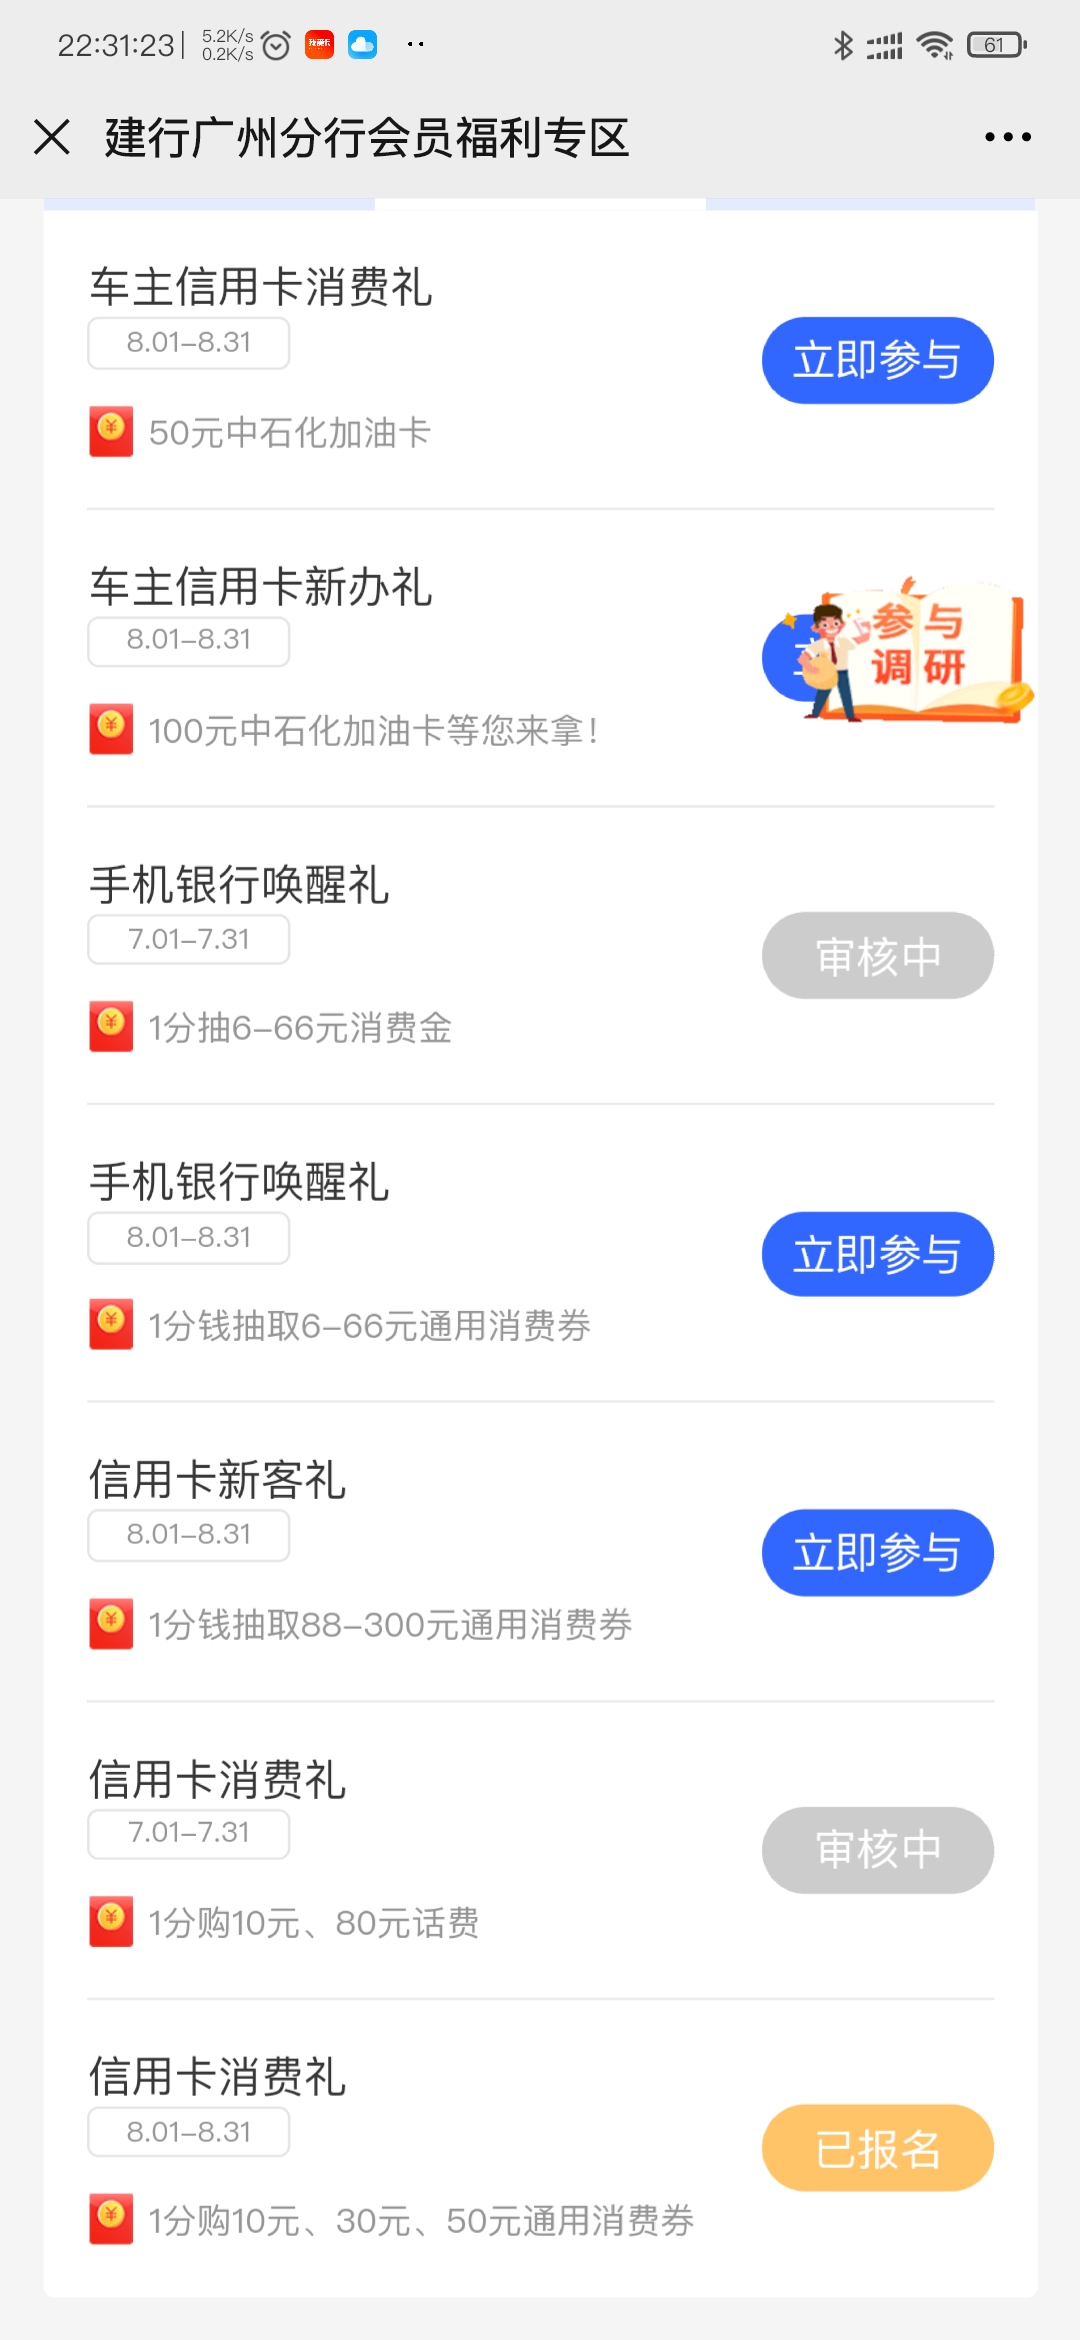 22:31:23
5.2K/s
0.2K/s
我爱卡
61
建行广州分行会员福利专区
车主信用卡消费礼
8.01-8.31
立即参与
50元中石化加油卡
车主信用卡新办礼
8.01-8.31
参与
调研
100元中石化加油卡等您来拿!
手机银行唤醒礼
7.01-7.31
审核中
1分抽6-66元消费金
手机银行唤醒礼
8.01-8.31
立即参与
1分钱抽取6-66元通用消费券
信用卡新客礼
8.01-8.31
立即参与
1分钱抽取88-300元通用消费券
信用卡消费礼
7.01-7.31
审核中
1分购10元、80元话费
信用卡消费礼
8.01-8.31
已报名
1分购10元、30元、50元通用消费券